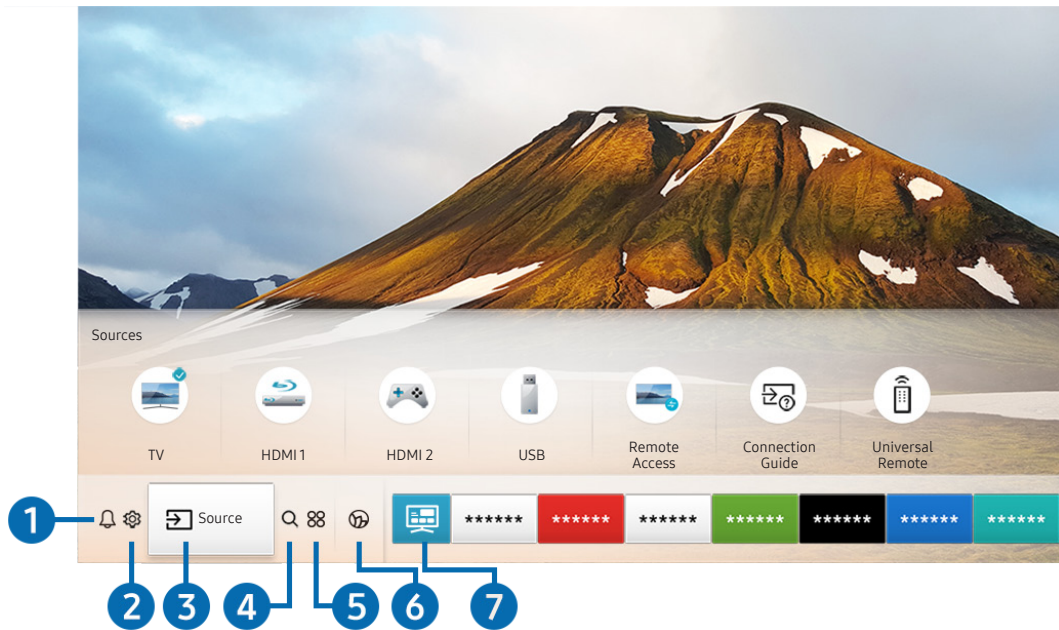 Sources
TV
HDMI 1
HDMI 2
USB
Remote
Access
Connection
Guide
Universal
Remote
1
Source
****** ****** ****** ****** ****** ****** ******
2 3 4 5 6 7